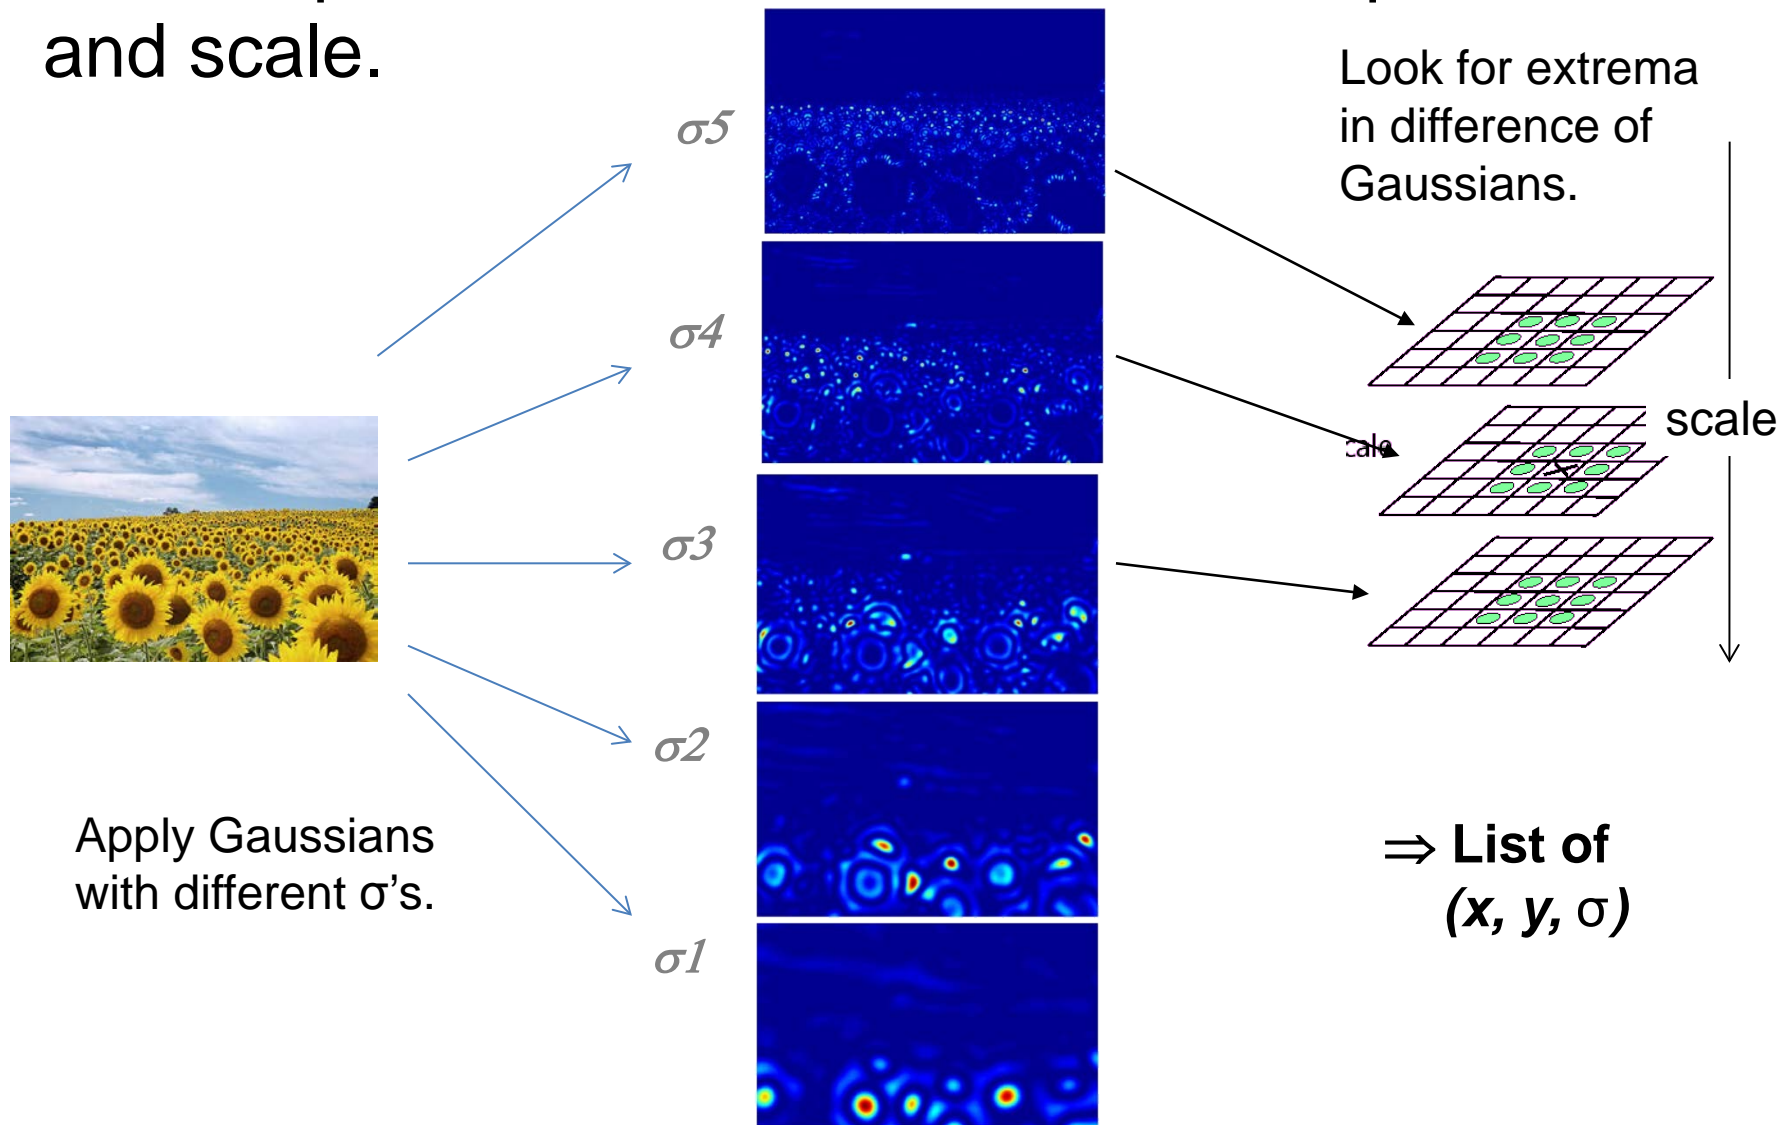 and scale.
Look for extrema
in difference of
Gaussians.
σ5
σ4
scale
σ3
σ2
Apply Gaussians
with different σ's.
⇒ List of
(x, y, σ)
σ1